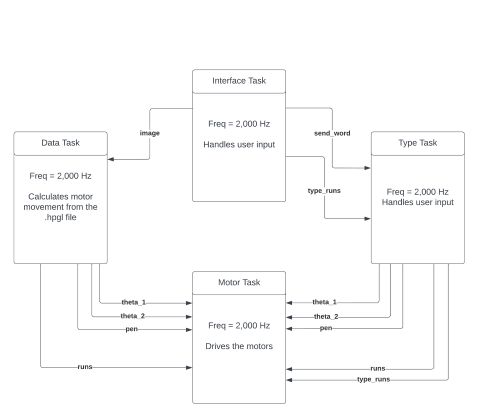 Interface Task
Freq = 2,000 Hz
Handles user input
image
send_word
type_runs
Data Task
Freq = 2,000 Hz
Calculates motor
movement from the
.hpgl file
Type Task
Freq = 2,000 Hz
Handles user input
Motor Task
Freq = 2,000 Hz
Drives the motors
theta_1
theta_2
pen
runs
theta_1
theta_2
pen
runs
type_runs